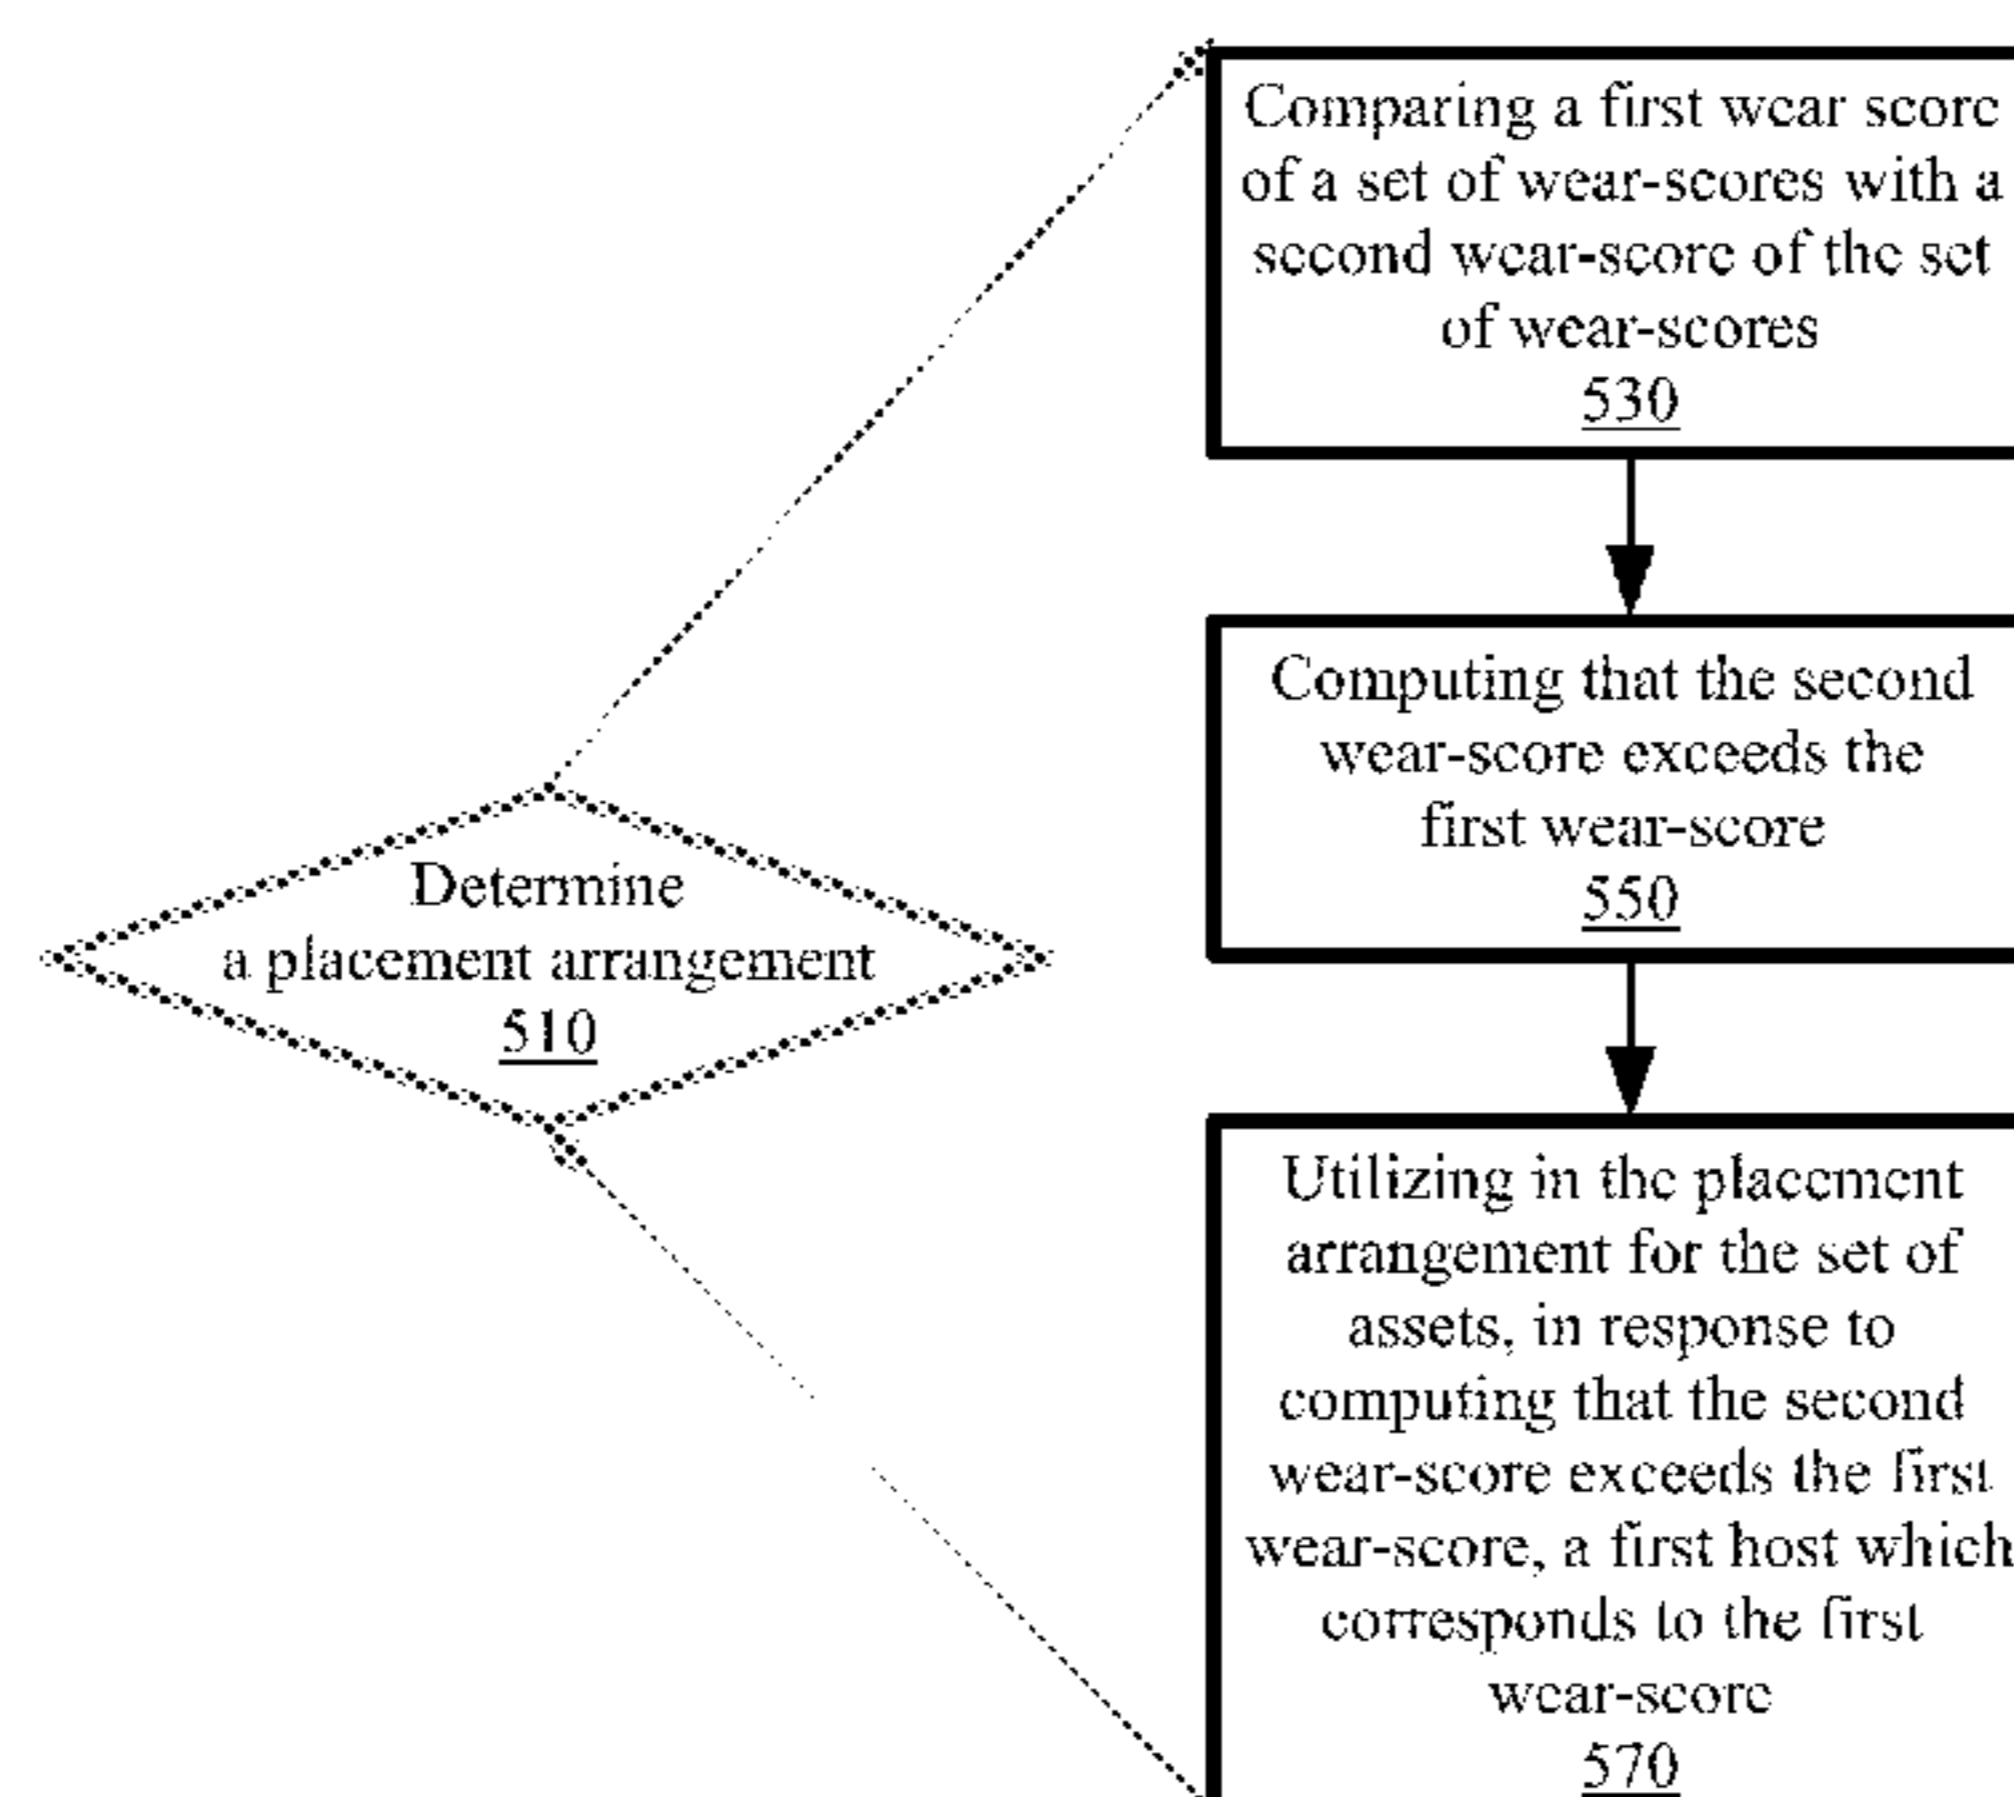 Comparing a first wear score
of a set of wear-scores with a
second wear-score of the set
of wear-scores
530
Computing that the second
wear-score exceeds the
first wear-score
550
Determine
a placement arrangement
510
Utilizing in the placement
arrangement for the set of
assets, in response to
computing that the second
wear-score exceeds the first
wear-score, a first host which
corresponds to the first
wear-score
570